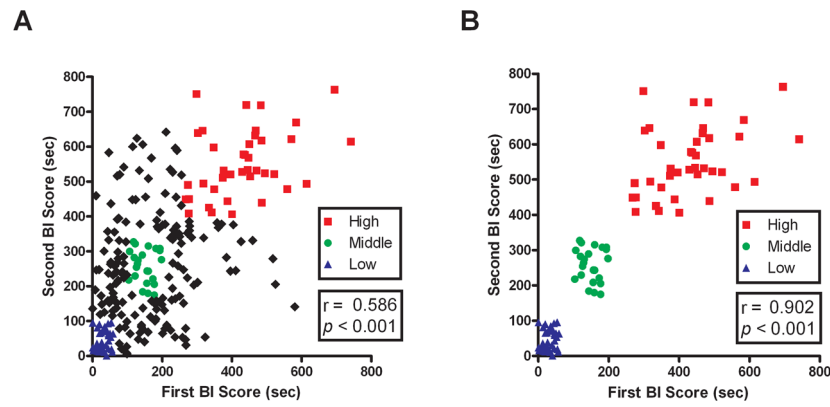 A
Second BI Score (sec)
800
700
600
500
400
300
200
100
0
0 200 400 600 800
First BI Score (sec)
High
Middle
Low
r = 0.586
p < 0.001
B
Second BI Score (sec)
800
700
600
500
400
300
200
100
0
0 200 400 600 800
First BI Score (sec)
High
Middle
Low
r = 0.902
p < 0.001